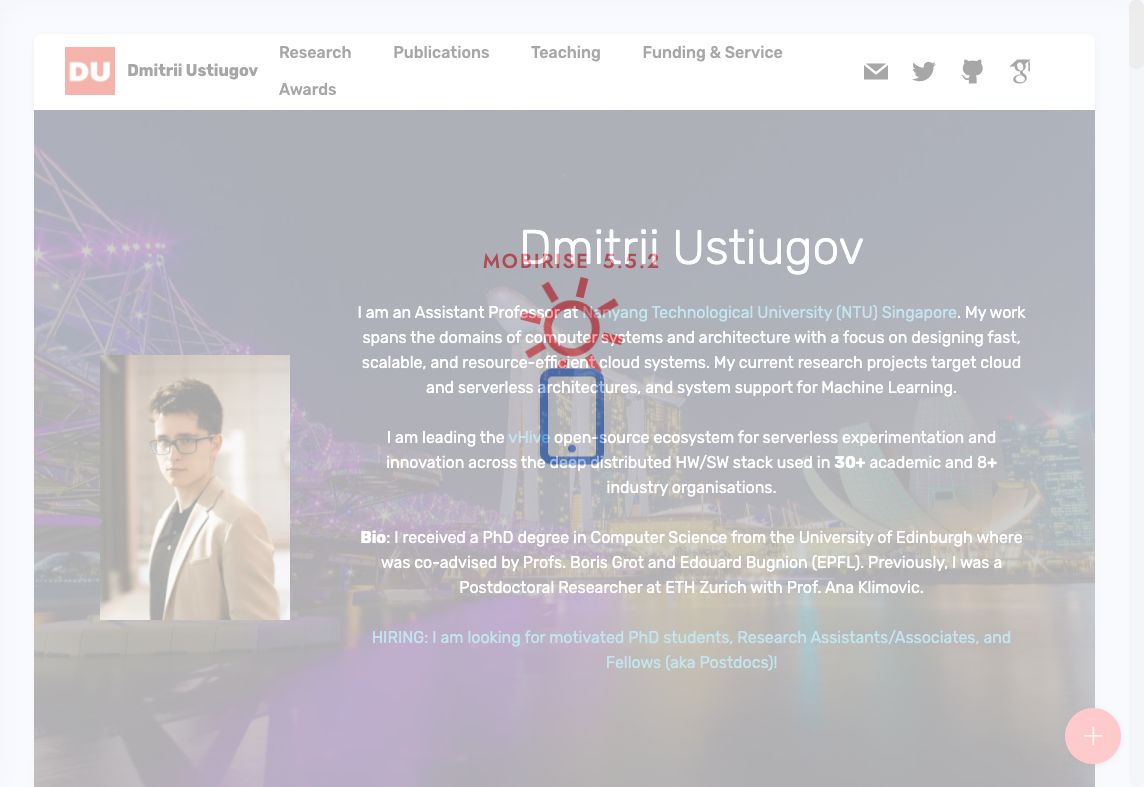 DU
Dmitrii Ustiugov
Research
Publications
Teaching
Funding & Service
Awards
Dmitrii Ustiugov
MOBIRISE 5.5.2
I am an Assistant Professor at Nanyang Technological University (NTU) Singapore. My work
spans the domains of computer systems and architecture with a focus on designing fast,
scalable, and resource-efficient cloud systems. My current research projects target cloud
and serverless architectures, and system support for Machine Learning.
I am leading the vHive open-source ecosystem for serverless experimentation and
innovation across the deep distributed HW/SW stack used in 30+ academic and 8+
industry organisations.
Bio: I received a PhD degree in Computer Science from the University of Edinburgh where
was co-advised by Profs. Boris Grot and Edouard Bugnion (EPFL). Previously, I was a
Postdoctoral Researcher at ETH Zurich with Prof. Ana Klimovic.
HIRING: I am looking for motivated PhD students, Research Assistants/Associates, and
Fellows (aka Postdocs)!